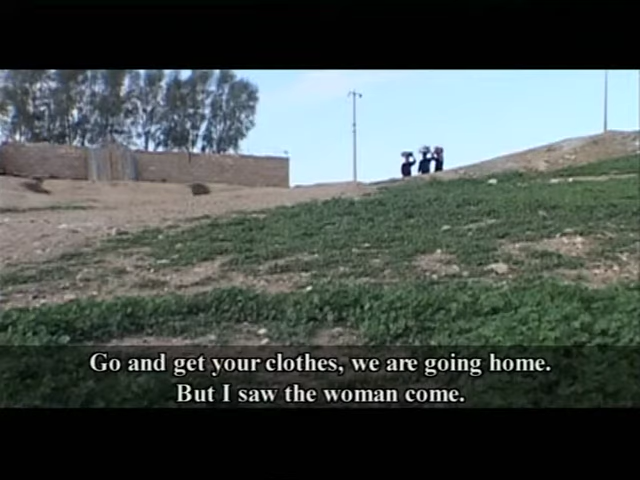 Go and get your clothes, we are going home.
But I saw the woman come.